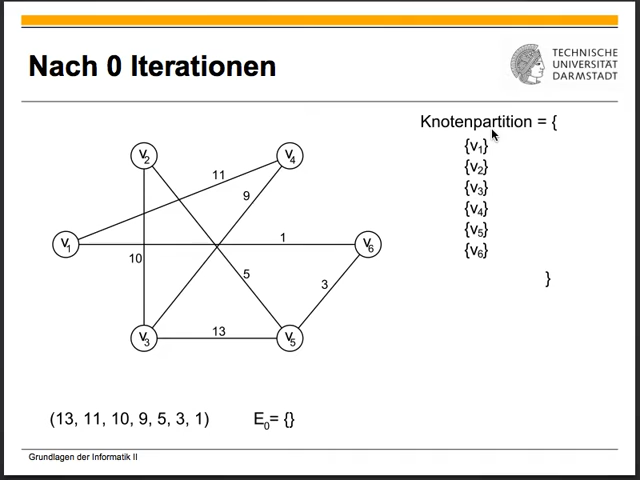 Nach 0 Iterationen
TECHNISCHE
UNIVERSITÄT
DARMSTADT
Knotenpartition = {
{v1}
{v2}
{v3}
{v4}
{v5}
{v6}
}
v2
v4
11
9
v1
1
v6
10
5
3
v3
13
v5
(13, 11, 10, 9, 5, 3, 1) E0= {}
Grundlagen der Informatik II